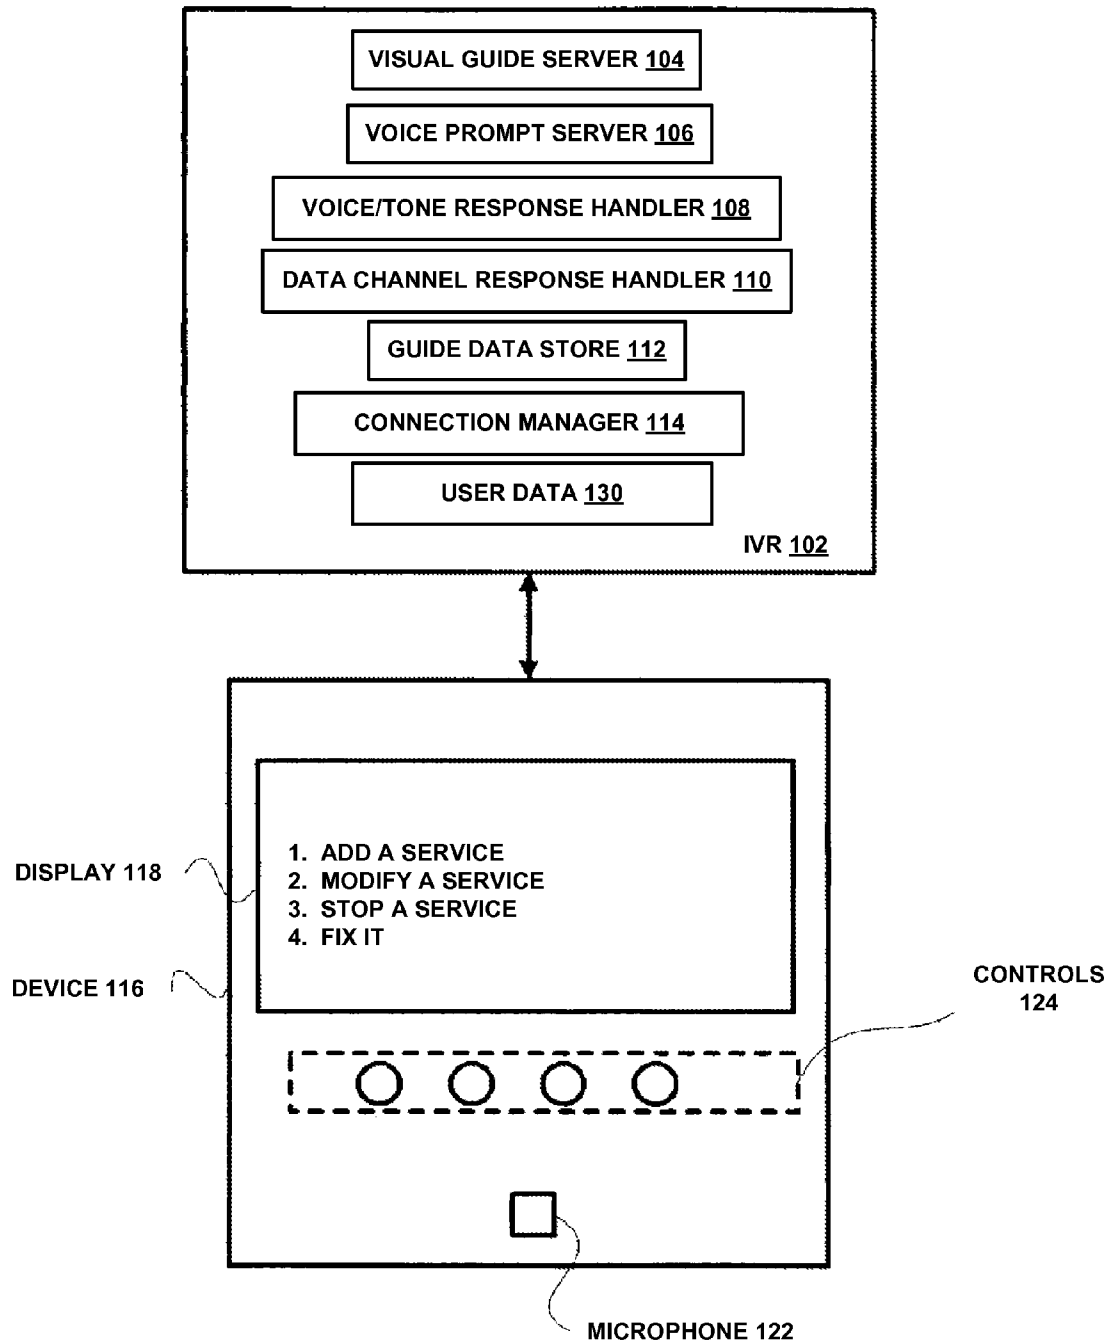 VISUAL GUIDE SERVER 104
VOICE PROMPT SERVER 106
VOICE/TONE RESPONSE HANDLER 108
DATA CHANNEL RESPONSE HANDLER 110
GUIDE DATA STORE 112
CONNECTION MANAGER 114
USER DATA 130
IVR 102
1. ADD A SERVICE
2. MODIFY A SERVICE
3. STOP A SERVICE
4. FIX IT
DISPLAY 118
DEVICE 116
CONTROLS
124
MICROPHONE 122